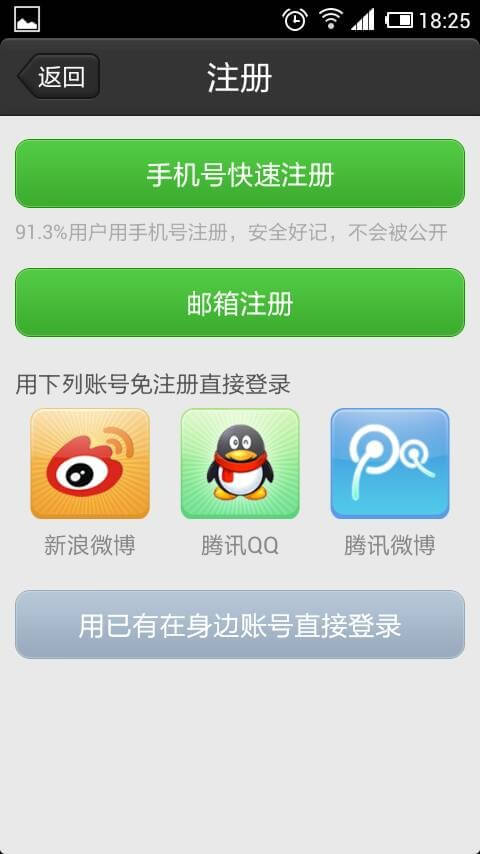 18:25
返回
注册
手机号快速注册
91.3%用户用手机号注册，安全好记，不会被公开
邮箱注册
用下列账号免注册直接登录
新浪微博 腾讯QQ 腾讯微博
用已有在身边账号直接登录